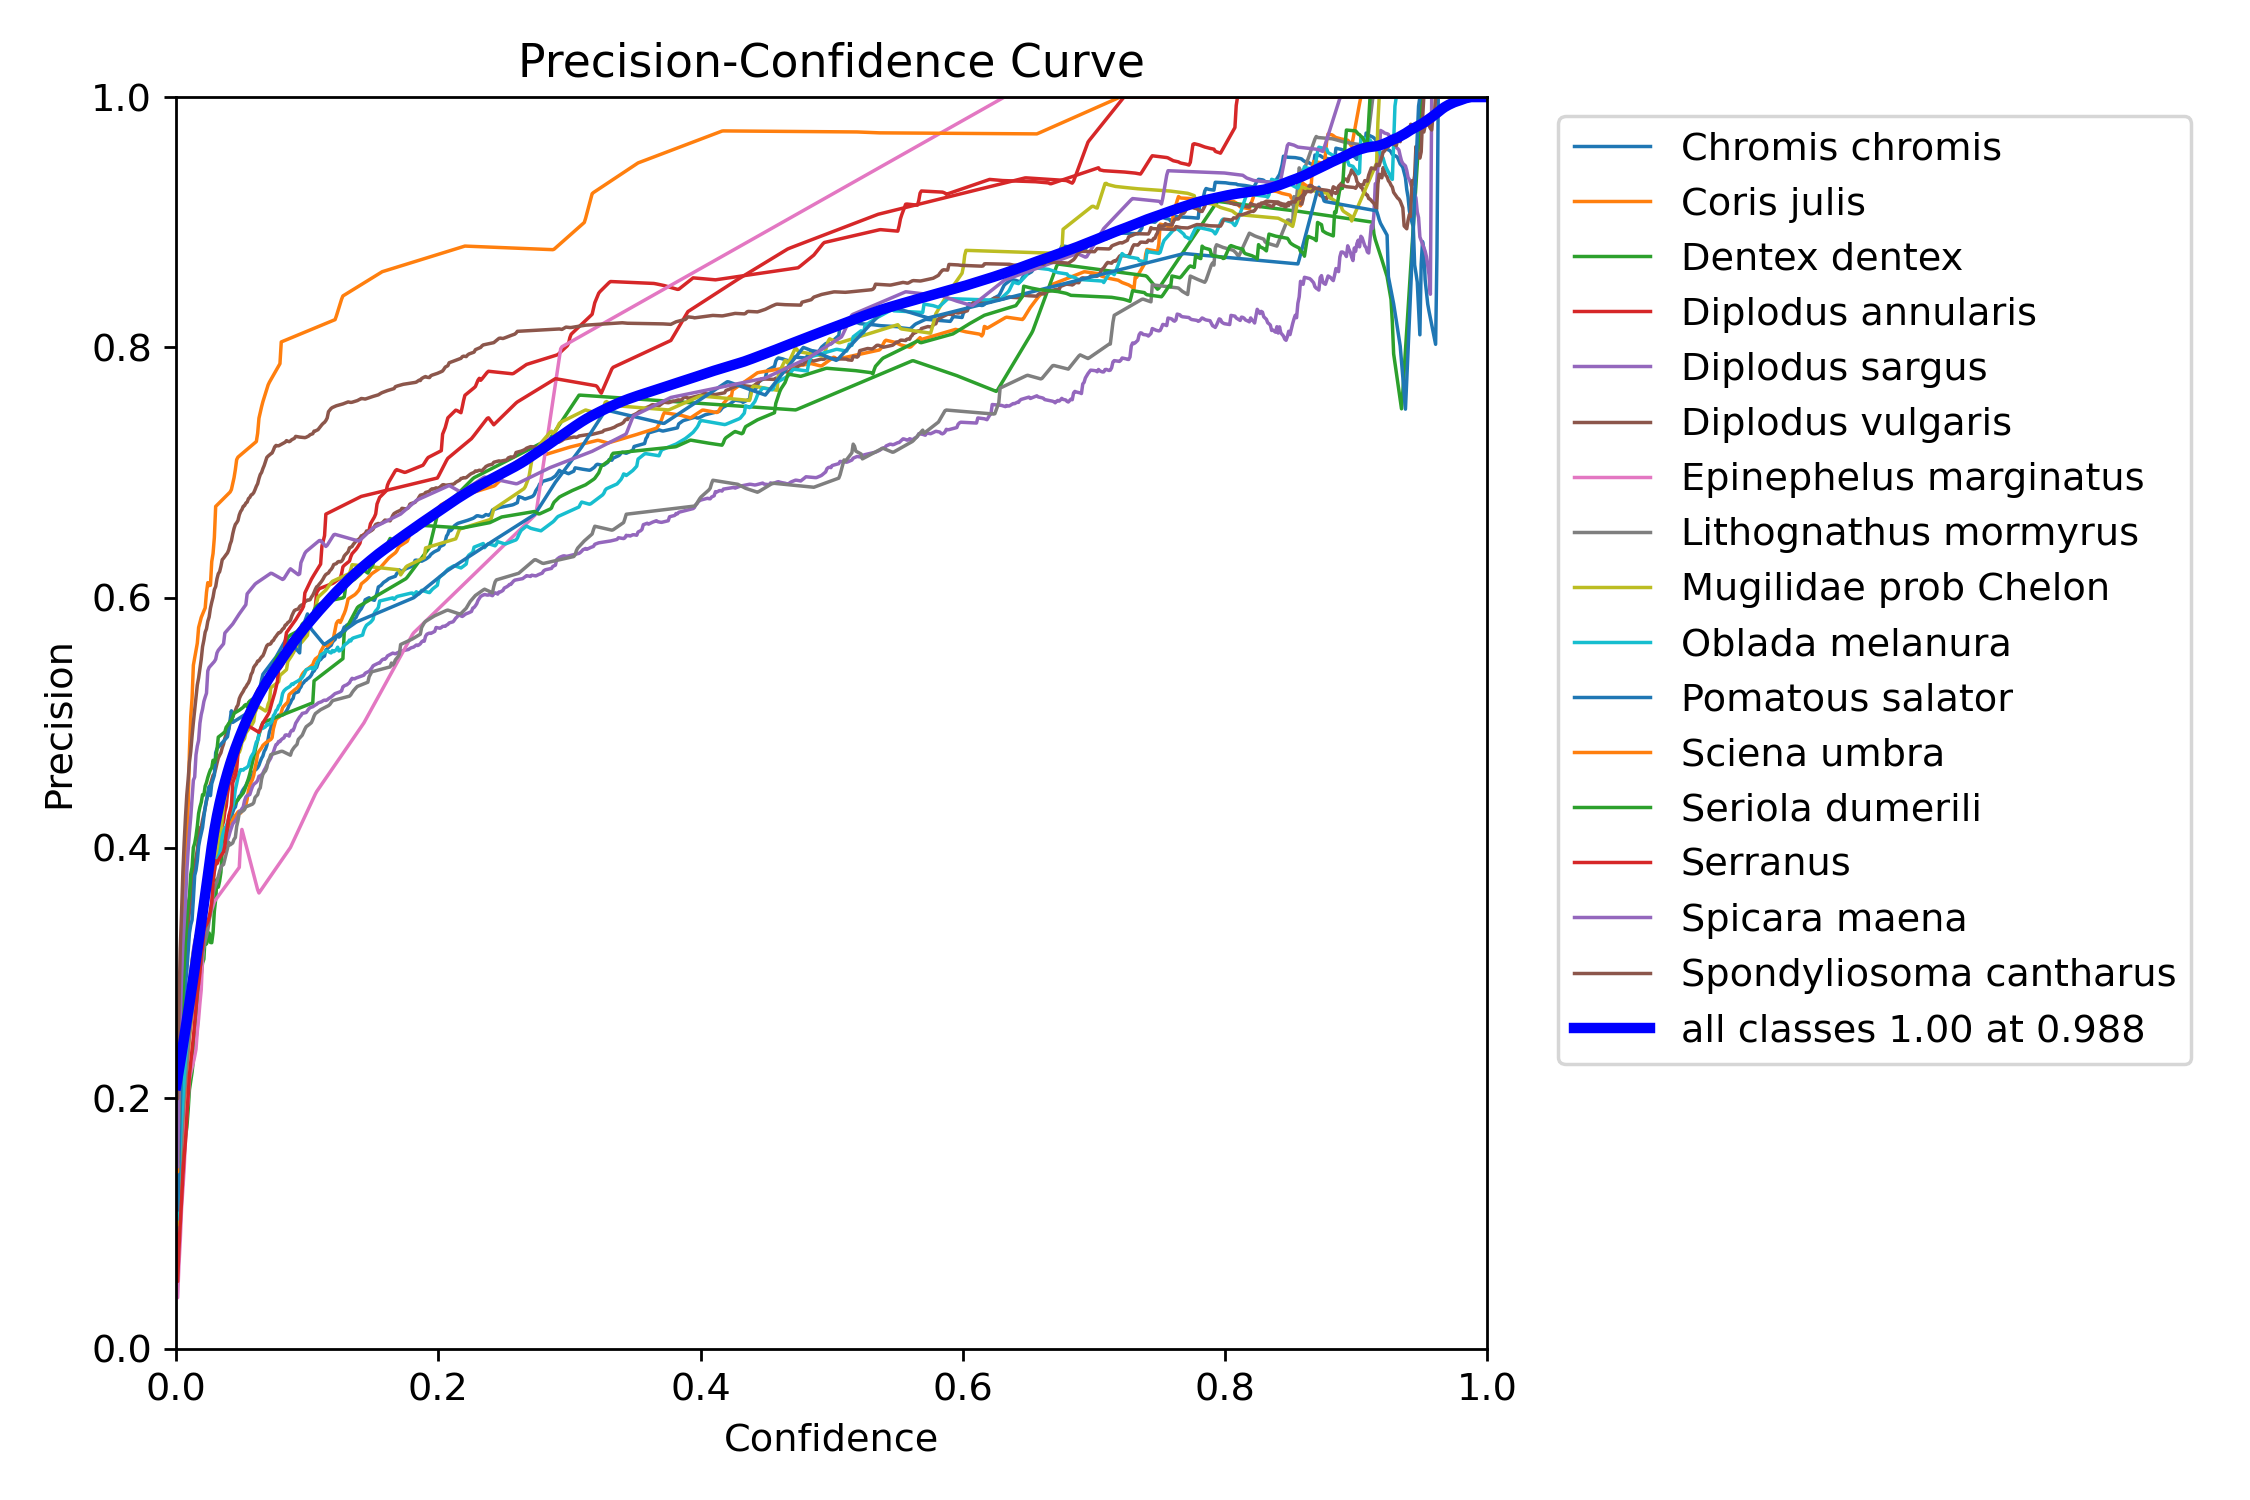 Precision-Confidence Curve
1.0
0.8
0.6
0.4
0.2
0.0
Precision
0.0 0.2 0.4 0.6 0.8 1.0
Confidence
Chromis chromis
Coris julis
Dentex dentex
Diplodus annularis
Diplodus sargus
Diplodus vulgaris
Epinephelus marginatus
Lithognathus mormyrus
Mugilidae prob Chelon
Oblada melanura
Pomatous salator
Sciena umbra
Seriola dumerili
Serranus
Spicara maena
Spondyliosoma cantharus
all classes 1.00 at 0.988